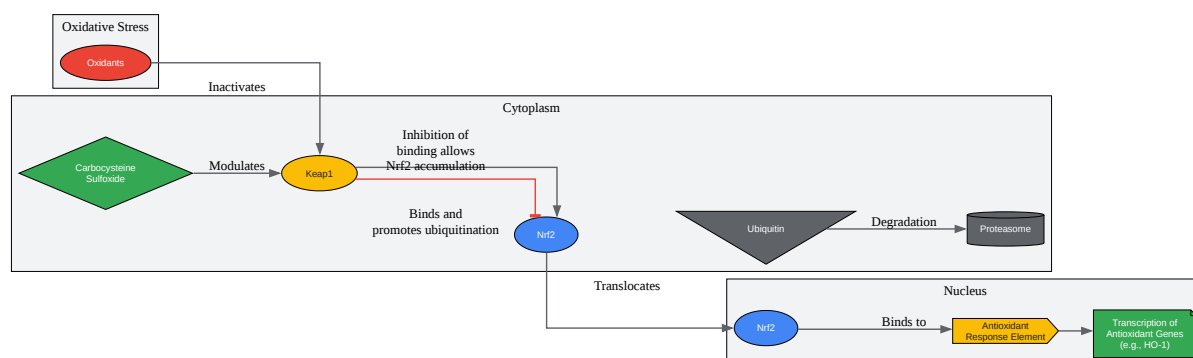 Oxidative Stress
Oxidants
Inactivates
Cytoplasm
Carbocysteine
Sulfoxide
Modulates
Keap1
Inhibition of
binding allows
Nrf2 accumulation
Binds and
promotes ubiquitination
Nrf2
Ubiquitin
Degradation
Proteasome
Translocates
Nucleus
Nrf2
Binds to
Antioxidant
Response Element
Transcription of
Antioxidant Genes
(e.g., HO-1)